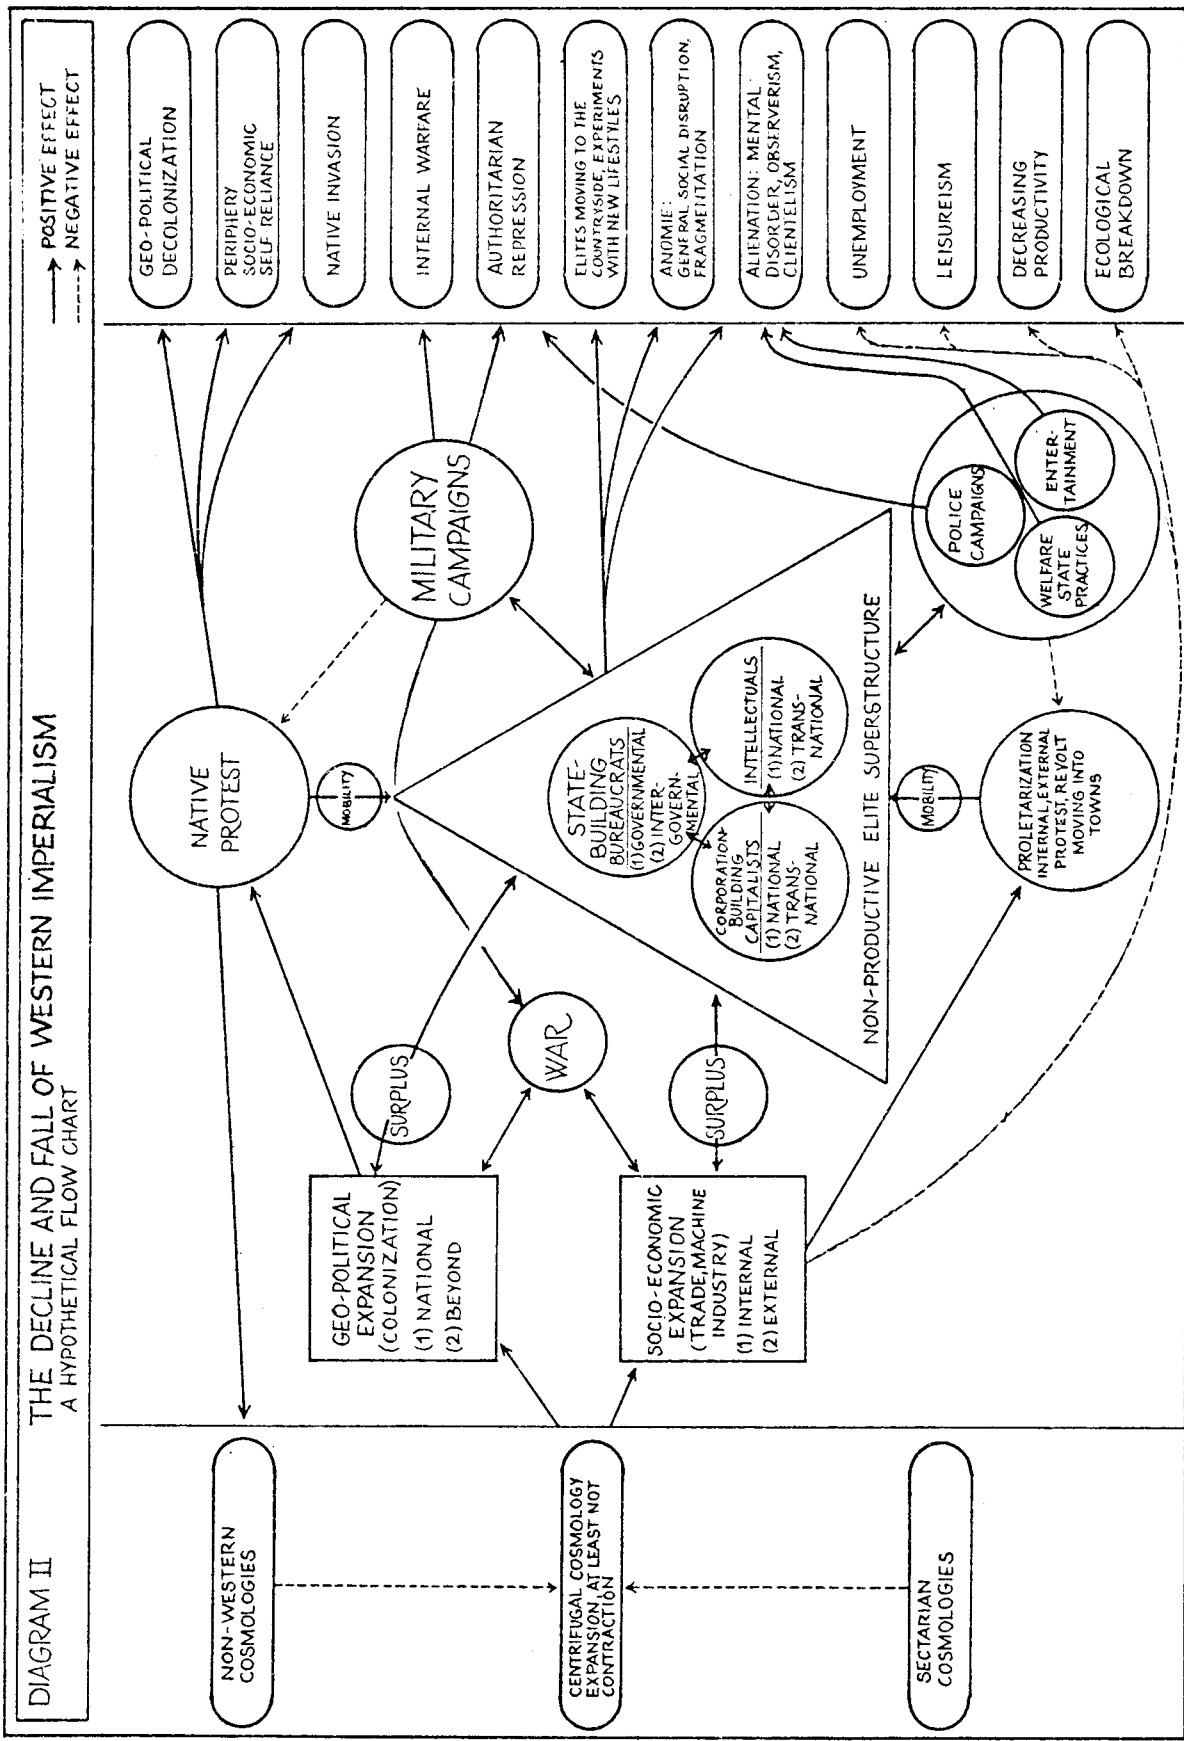 DIAGRAM II
THE DECLINE AND FALL OF WESTERN IMPERIALISM
A HYPOTHETICAL FLOW CHART
POSITIVE EFFECT
NEGATIVE EFFECT
NON-WESTERN
COSMOLOGIES
CENTRIFUGAL COSMOLOGY
EXPANSION, AT LEAST NOT
CONTRACTION
SECTARIAN
COSMOLOGIES
GEO-POLITICAL
EXPANSION
(COLONIZATION)
(1) NATIONAL
(2) BEYOND
SOCIO-ECONOMIC
EXPANSION
(TRADE, MACHINE
INDUSTRY)
(1) INTERNAL
(2) EXTERNAL
SURPLUS
WAR
SURPLUS
NATIVE
PROTEST
MOBILITY
MILITARY
CAMPAIGNS
STATE-
BUILDING
BUREAUCRATS
(1) GOVERNMENTAL
(2) INTER-
GOVERN-
MENTAL
CORPORATION-
BUILDING
CAPITALISTS
(1) NATIONAL
(2) TRANS-
NATIONAL
INTELLECTUALS
(1) NATIONAL
(2) TRANS-
NATIONAL
NON-PRODUCTIVE ELITE SUPERSTRUCTURE
MOBILITY
PROLETARIZATION
INTERNAL, EXTERNAL
PROTEST, REVOLT
MOVING INTO
TOWNS
POLICE
CAMPAIGNS
WELFARE
STATE
PRACTICES
ENTER-
TAINMENT
GEO-POLITICAL
DECOLONIZATION
PERIPHERY
SOCIO-ECONOMIC
SELF-RELIANCE
NATIVE INVASION
INTERNAL WARFARE
AUTHORITARIAN
REPRESSION
ELITES MOVING TO THE
COUNTRYSIDE, EXPERIMENTS
WITH NEW LIFESTYLES
ANOMIE:
GENERAL SOCIAL DISRUPTION,
FRAGMENTATION
ALIENATION: MENTAL
DISORDER, OBSERVERISM,
CLIENTELISM
UNEMPLOYMENT
LEISUREISM
DECREASING
PRODUCTIVITY
ECOLOGICAL
BREAKDOWN